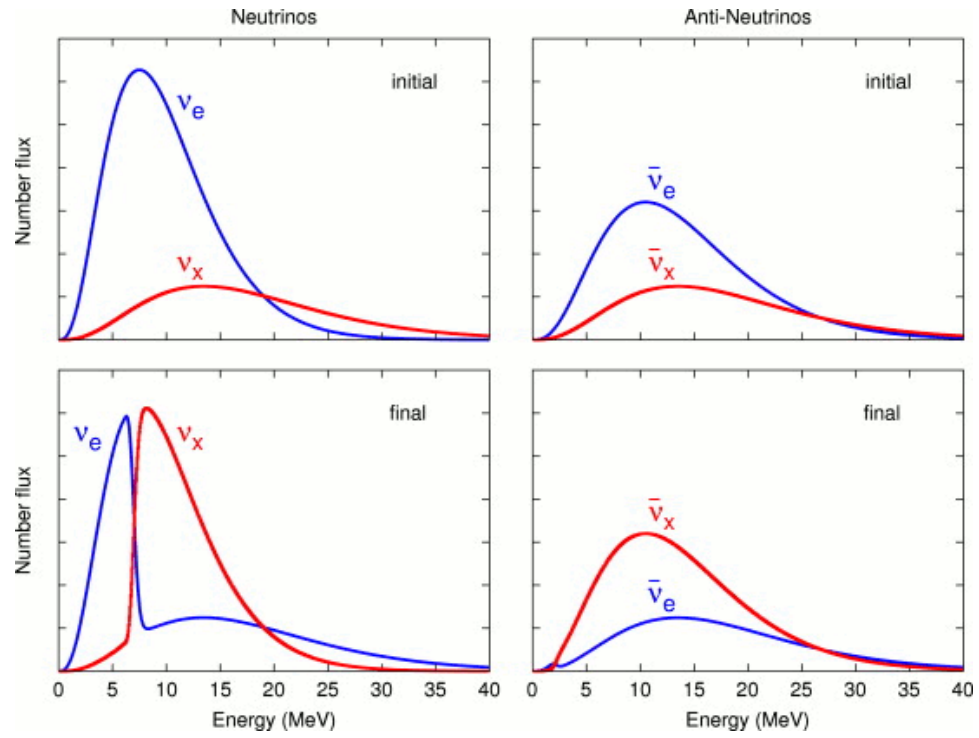 Neutrinos
Anti-Neutrinos
Number flux
initial
νe
νx
initial
ν̄e
ν̄x
Number flux
final
νe
νx
0 5 10 15 20 25 30 35 40
Energy (MeV)
final
ν̄x
ν̄e
0 5 10 15 20 25 30 35 40
Energy (MeV)